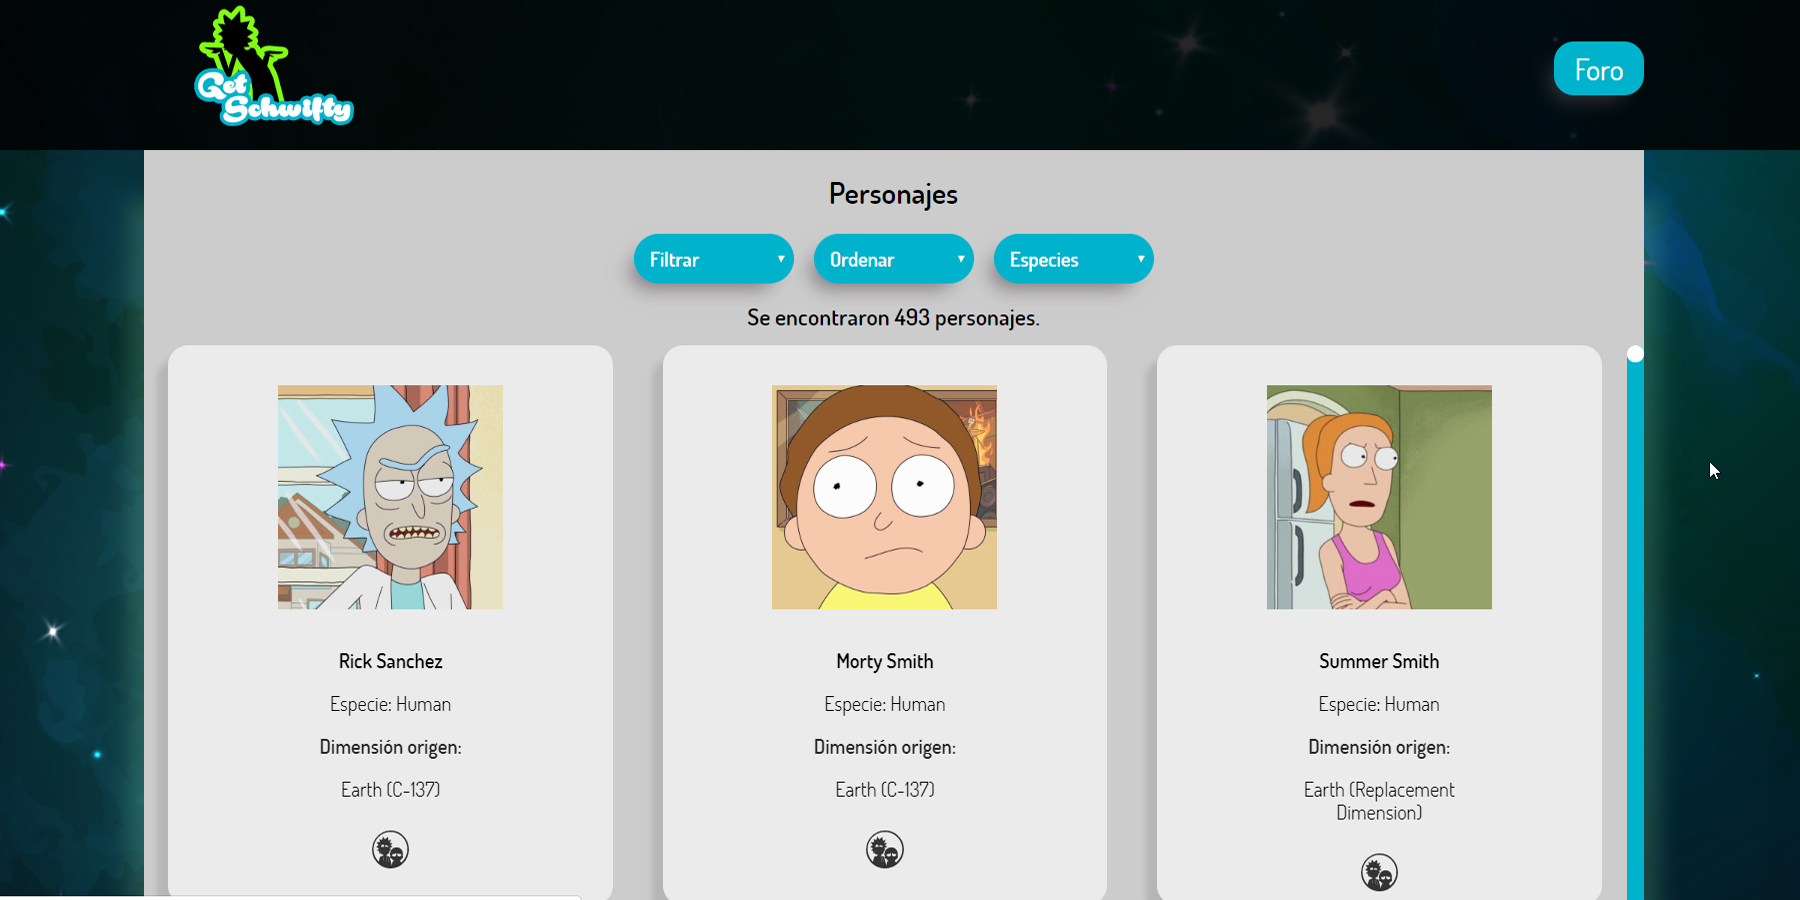 Get
Schwifty
Foro
Personajes
Filtrar
Ordenar
Especies
Se encontraron 493 personajes.
Rick Sanchez
Especie: Human
Dimensión origen:
Earth (C-137)
Morty Smith
Especie: Human
Dimensión origen:
Earth (C-137)
Summer Smith
Especie: Human
Dimensión origen:
Earth (Replacement
Dimension)